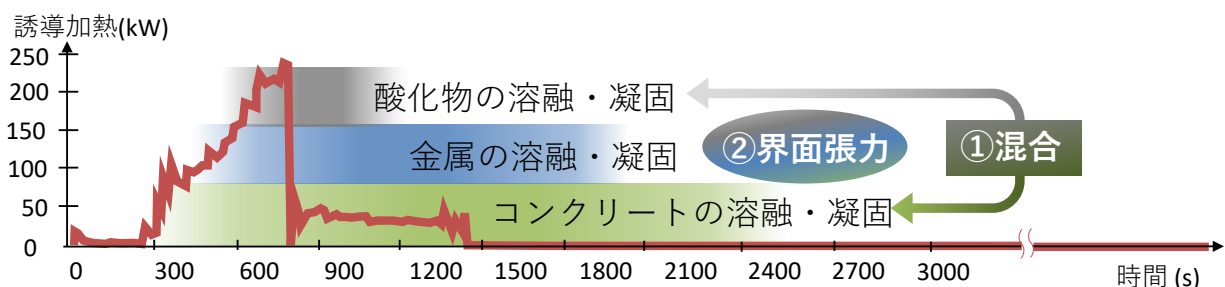 誘導加熱(kW)
250
200
150
100
50
0
酸化物の溶融・凝固
金属の溶融・凝固
コンクリートの溶融・凝固
②界面張力
①混合
0 300 600 900 1200 1500 1800 2100 2400 2700 3000
時間 (s)